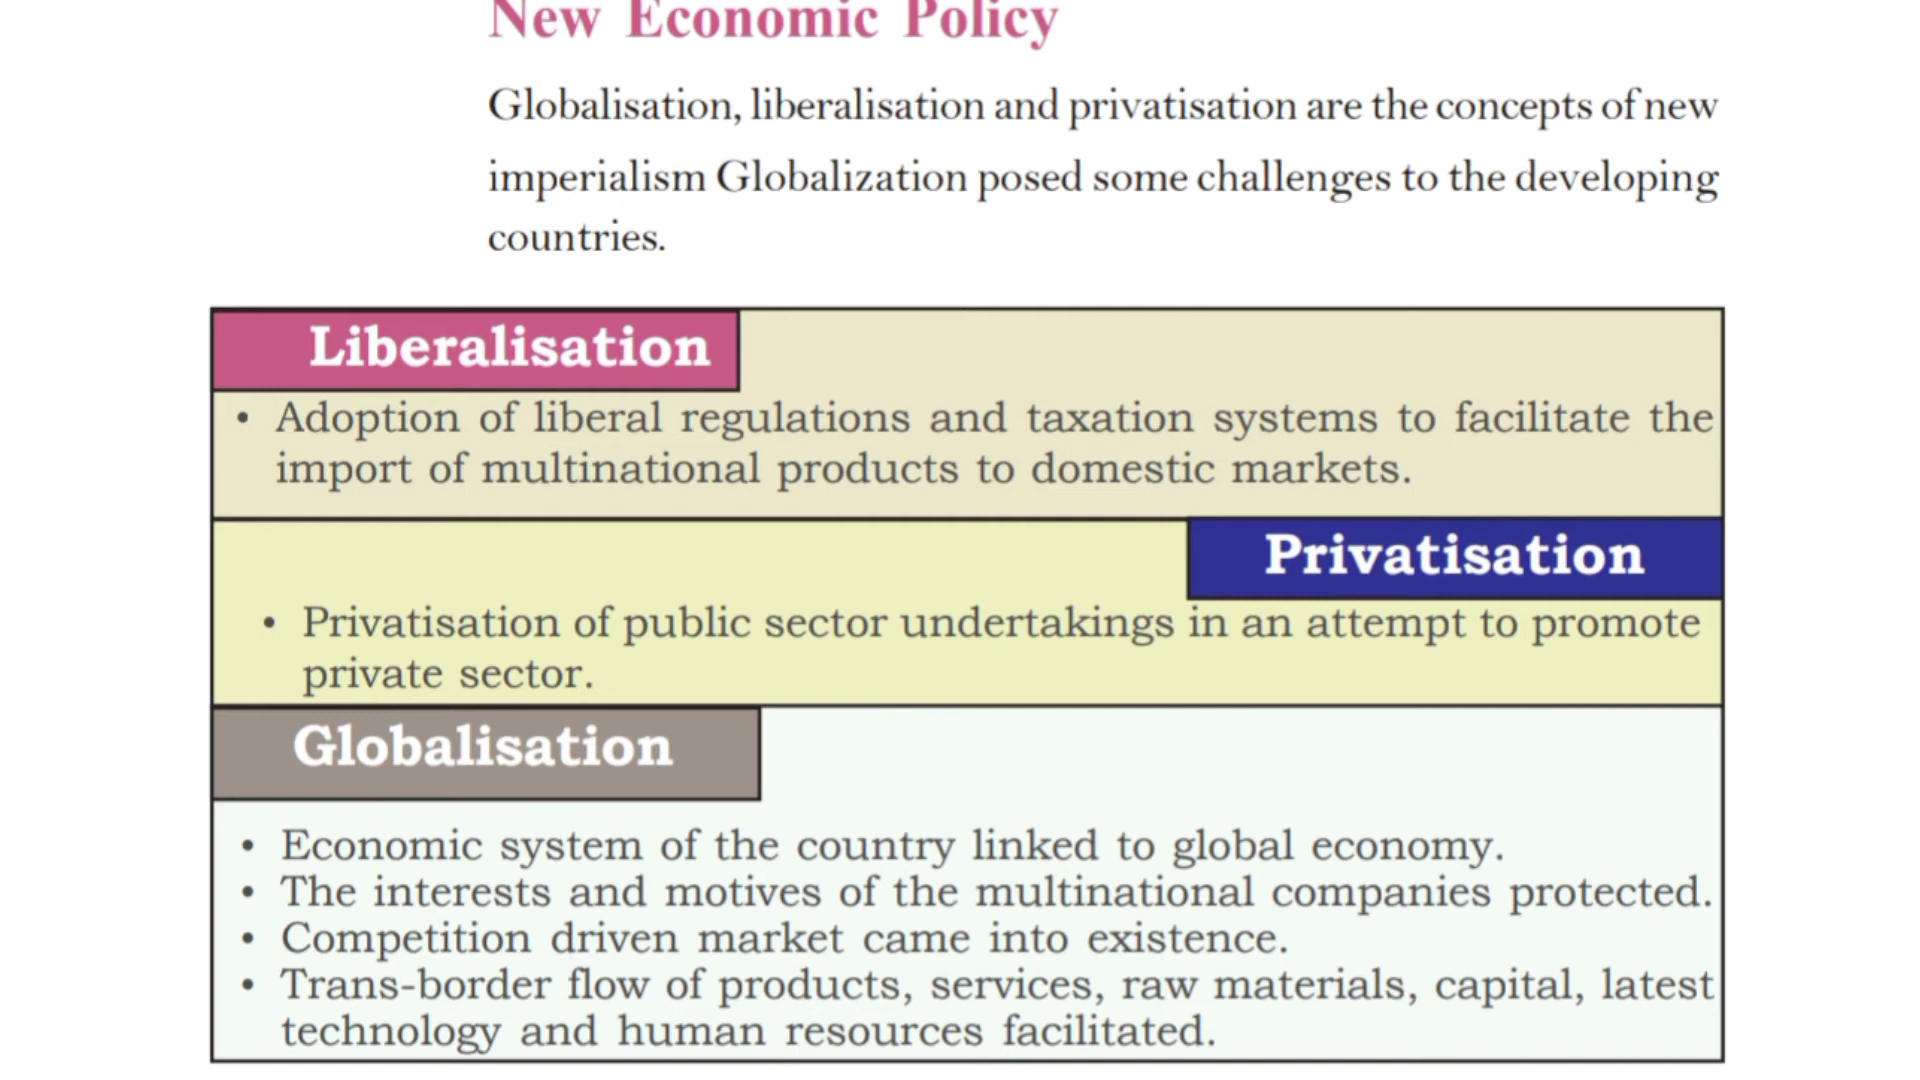 New Economic Policy
Globalisation, liberalisation and privatisation are the concepts of new
imperialism Globalization posed some challenges to the developing
countries.
Liberalisation
• Adoption of liberal regulations and taxation systems to facilitate the
import of multinational products to domestic markets.
Privatisation
• Privatisation of public sector undertakings in an attempt to promote
private sector.
Globalisation
• Economic system of the country linked to global economy.
• The interests and motives of the multinational companies protected.
• Competition driven market came into existence.
• Trans-border flow of products, services, raw materials, capital, latest
technology and human resources facilitated.